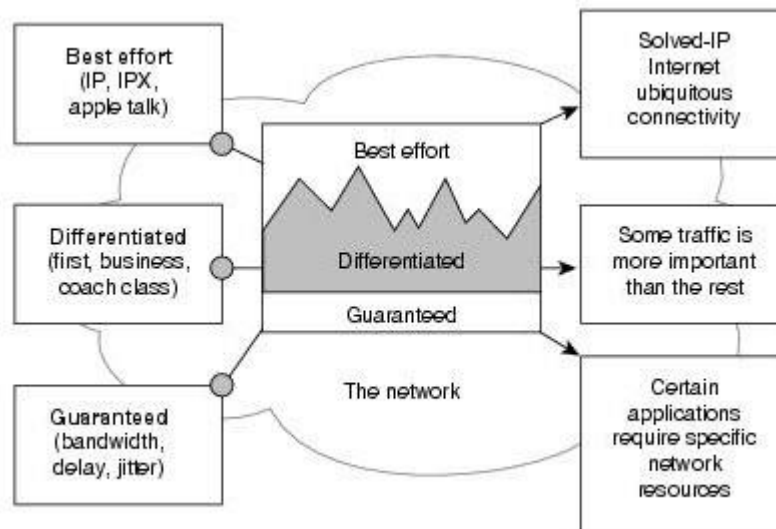 Best effort
(IP, IPX,
apple talk)
Differentiated
(first, business,
coach class)
Guaranteed
(bandwidth,
delay, jitter)
Best effort
Differentiated
Guaranteed
The network
Solved-IP
Internet
ubiquitous
connectivity
Some traffic is
more important
than the rest
Certain
applications
require specific
network
resources